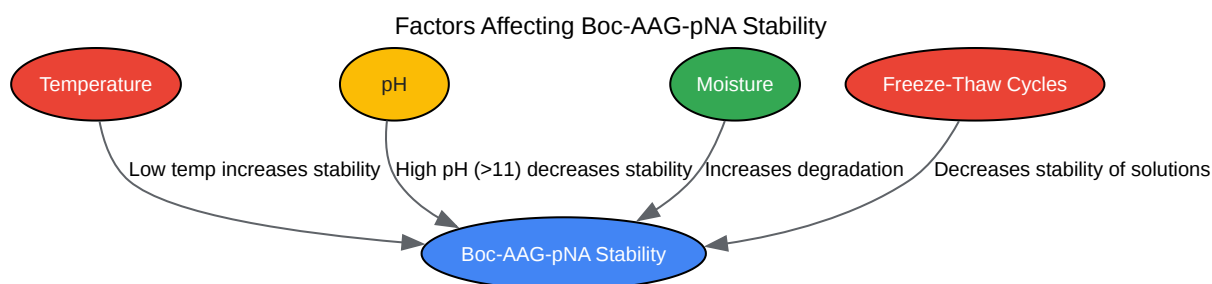 Factors Affecting Boc-AAG-pNA Stability
Temperature
pH
Moisture
Freeze-Thaw Cycles
Low temp increases stability
High pH (>11) decreases stability
Increases degradation
Decreases stability of solutions
Boc-AAG-pNA Stability